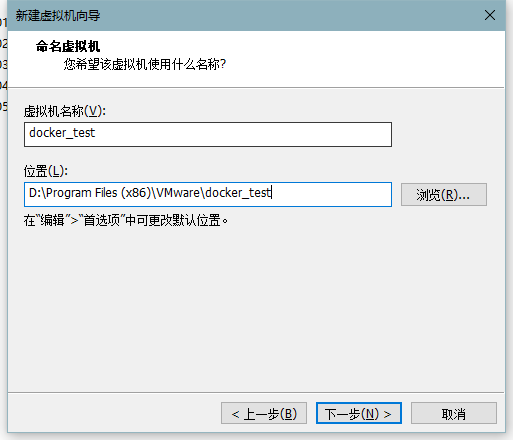 新建虚拟机向导
命名虚拟机
您希望该虚拟机使用什么名称?
虚拟机名称(V):
docker_test
位置(L):
D:\Program Files (x86)\VMware\docker_test
浏览(R)...
在“编辑”>“首选项”中可更改默认位置。
< 上一步(B)
下一步(N) >
取消